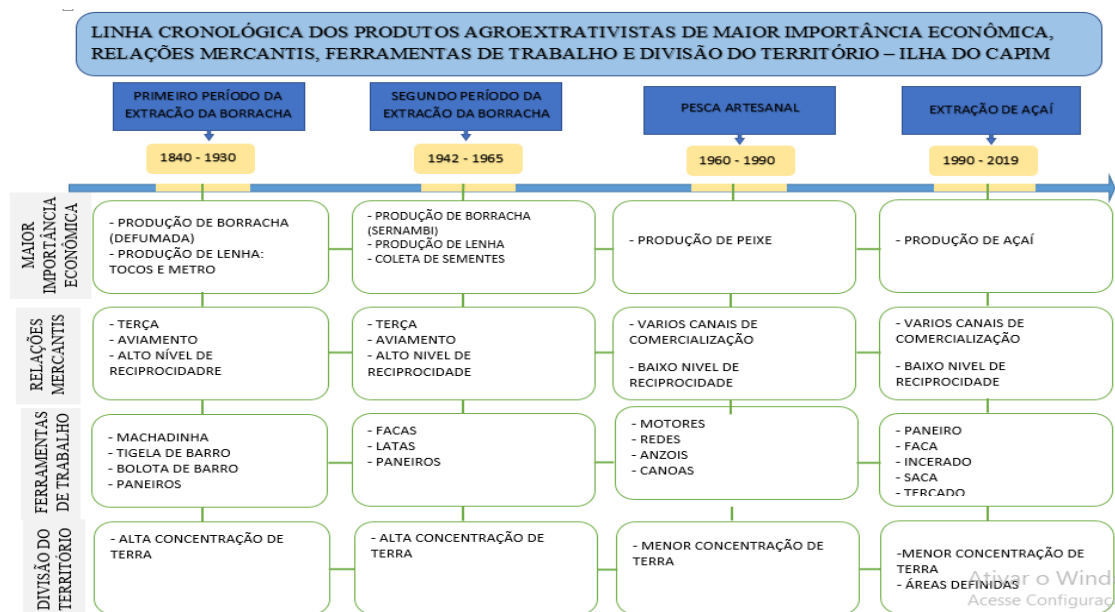 LINHA CRONOLÓGICA DOS PRODUTOS AGROEXTRATIVISTAS DE MAIOR IMPORTÂNCIA ECONÔMICA,
RELAÇÕES MERCANTIS, FERRAMENTAS DE TRABALHO E DIVISÃO DO TERRITÓRIO – ILHA DO CAPIM
PRIMEIRO PERÍODO DA
EXTRACÃO DA BORRACHA
SEGUNDO PERÍODO DA
EXTRACÃO DA BORRACHA
PESCA ARTESANAL
EXTRAÇÃO DE AÇAÍ
1840 - 1930
1942 - 1965
1960 - 1990
1990 - 2019
MAIOR
IMPORTÂNCIA
ECONÔMICA
- PRODUÇÃO DE BORRACHA
(DEFUMADA)
- PRODUÇÃO DE LENHA:
TOCOS E METRO
- PRODUÇÃO DE BORRACHA
(SERNAMBI)
- PRODUÇÃO DE LENHA
- COLETA DE SEMENTES
- PRODUÇÃO DE PEIXE
- PRODUÇÃO DE AÇAÍ
RELAÇÕES
MERCANTIS
- TERÇA
- AVIAMENTO
- ALTO NÍVEL DE
RECIPROCIDADRE
- TERÇA
- AVIAMENTO
- ALTO NIVEL DE
RECIPROCIDADE
- VARIOS CANAIS DE
COMERCIALIZAÇÃO
- BAIXO NIVEL DE
RECIPROCIDADE
- VARIOS CANAIS DE
COMERCIALIZAÇÃO
- BAIXO NIVEL DE
RECIPROCIDADE
FERRAMENTAS
DE TRABALHO
- MACHADINHA
- TIGELA DE BARRO
- BOLOTA DE BARRO
- PANEIROS
- FACAS
- LATAS
- PANEIROS
- MOTORES
- REDES
- ANZOIS
- CANOAS
- PANEIRO
- FACA
- INCERADO
- SACA
- TERÇADO
DIVISÃO DO
TERRITÓRIO
- ALTA CONCENTRAÇÃO DE
TERRA
- ALTA CONCENTRAÇÃO DE
TERRA
- MENOR CONCENTRAÇÃO DE
TERRA
-MENOR CONCENTRAÇÃO DE
TERRA
- ÁREAS DEFINIDAS
Ativar o Wind
Acesse Configuraç